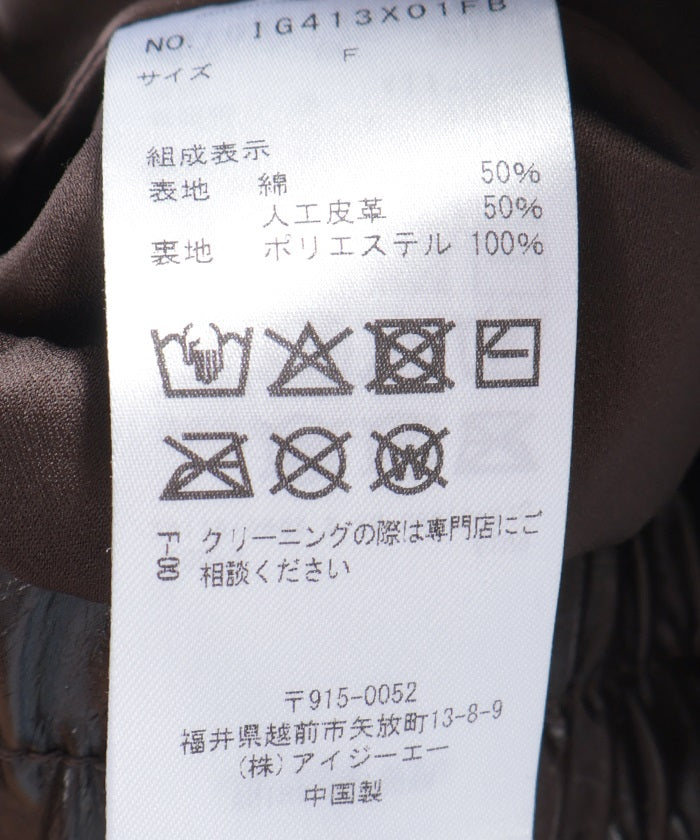 NO. IG413X01FB
サイズ F
組成表示
表地 綿 50%
人工皮革 50%
裏地 ポリエステル 100%
W
クリーニングの際は専門店にご
相談ください
〒915-0052
福井県越前市矢放町13-8-9
(株)アイジーエー
中国製